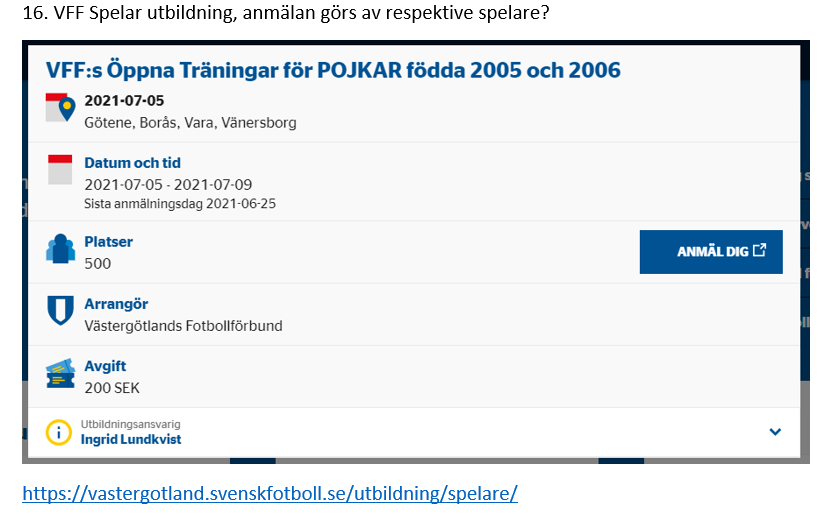 16. VFF Spelar utbildning, anmälan görs av respektive spelare?
VFF:s Öppna Träningar för POJKAR födda 2005 och 2006
2021-07-05
Götene, Borås, Vara, Vänersborg
Datum och tid
2021-07-05 - 2021-07-09
Sista anmälningsdag 2021-06-25
Platser
500
ANMÄL DIG
Arrangör
Västergötlands Fotbollförbund
Avgift
200 SEK
Utbildningsansvarig
Ingrid Lundkvist
https://vastergotland.svenskfotboll.se/utbildning/spelare/